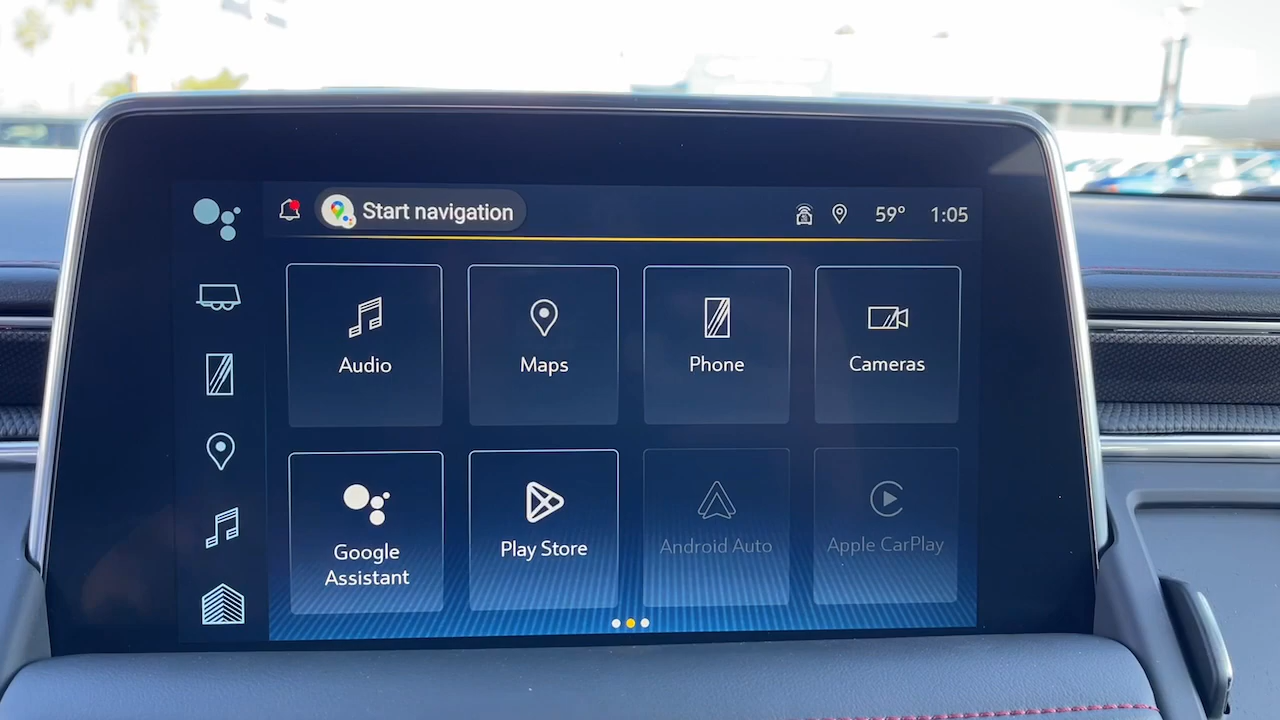 Start navigation
59°
1:05
Audio
Maps
Phone
Cameras
Google
Assistant
Play Store
Android Auto
Apple CarPlay